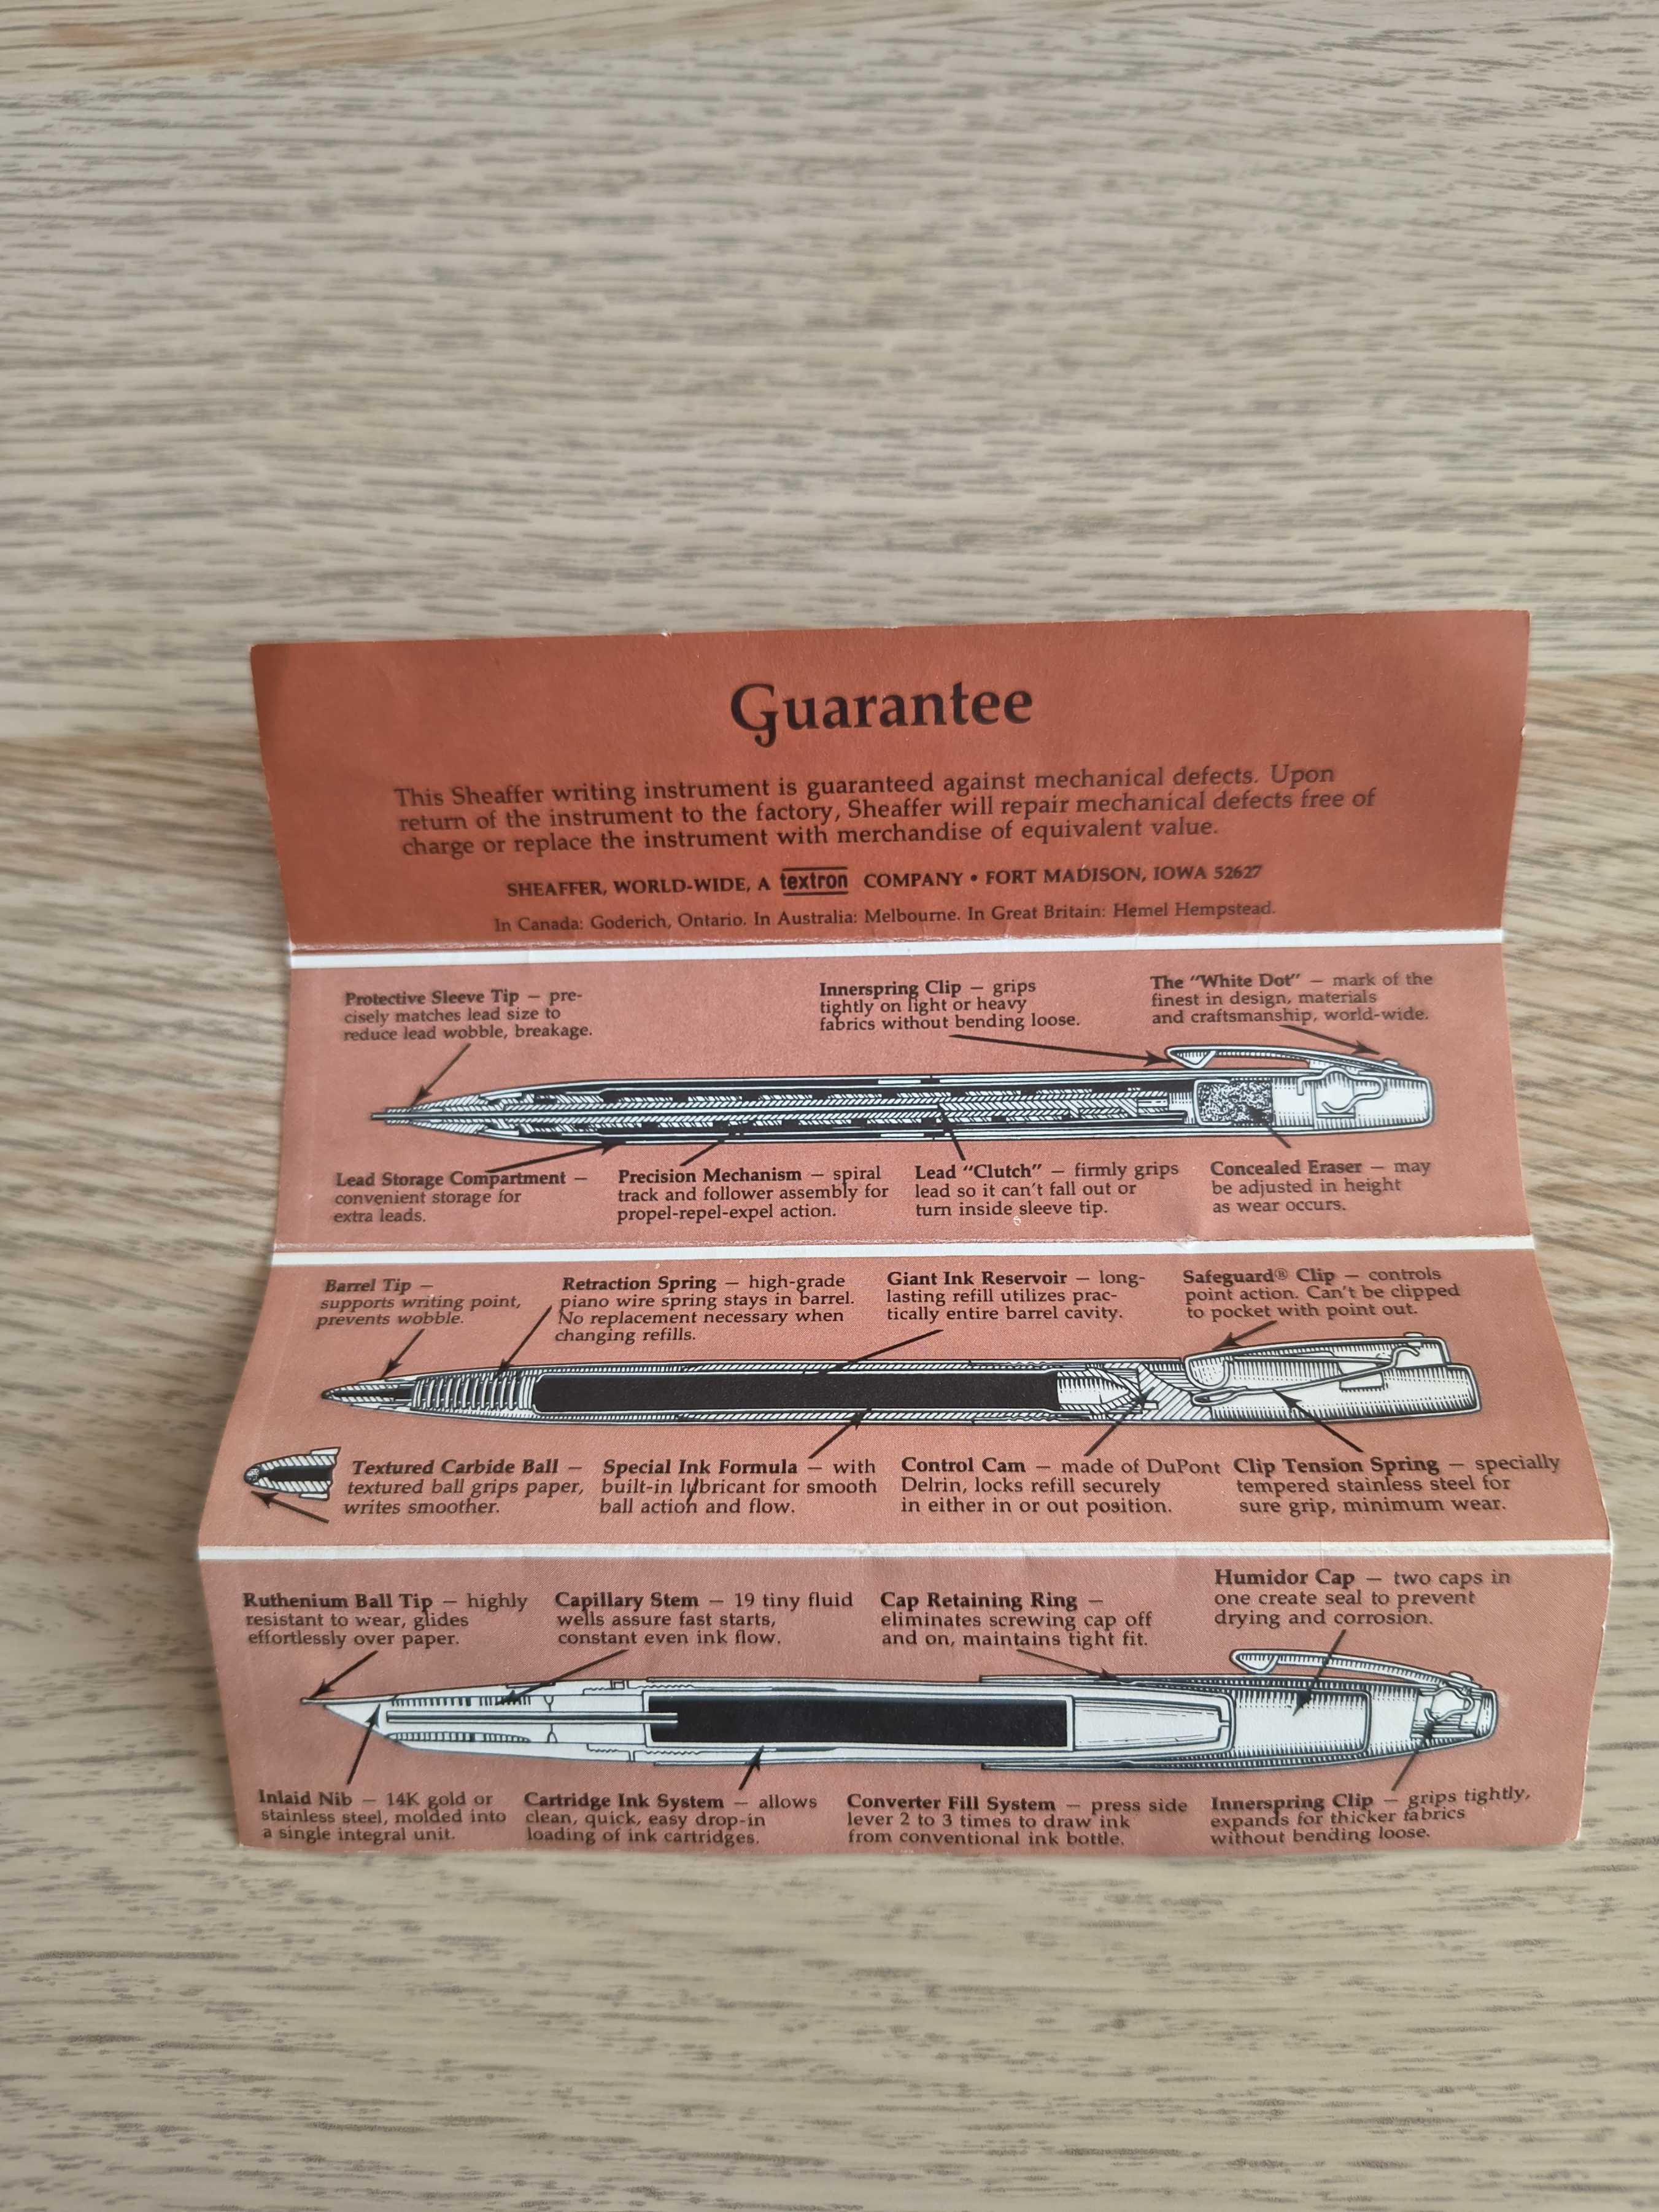 Guarantee
This Sheaffer writing instrument is guaranteed against mechanical defects. Upon
return of the instrument to the factory, Sheaffer will repair mechanical defects free of
charge or replace the instrument with merchandise of equivalent value.
SHEAFFER, WORLD-WIDE, A textron COMPANY • FORT MADISON, IOWA 52627
In Canada: Goderich, Ontario. In Australia: Melbourne. In Great Britain: Hemel Hempstead.
Protective Sleeve Tip — pre-
cisely matches lead size to
reduce lead wobble, breakage.
Innerspring Clip — grips
tightly on light or heavy
fabrics without bending loose.
The "White Dot" — mark of the
finest in design, materials
and craftsmanship, world-wide.
Lead Storage Compartment —
convenient storage for
extra leads.
Precision Mechanism — spiral
track and follower assembly for
propel-repel-expel action.
Lead "Clutch" — firmly grips
lead so it can't fall out or
turn inside sleeve tip.
Concealed Eraser — may
be adjusted in height
as wear occurs.
Barrel Tip —
supports writing point,
prevents wobble.
Retraction Spring — high-grade
piano wire spring stays in barrel.
No replacement necessary when
changing refills.
Giant Ink Reservoir — long-
lasting refill utilizes prac-
tically entire barrel cavity.
Safeguard® Clip — controls
point action. Can't be clipped
to pocket with point out.
Textured Carbide Ball —
textured ball grips paper,
writes smoother.
Special Ink Formula — with
built-in lubricant for smooth
ball action and flow.
Control Cam — made of DuPont
Delrin, locks refill securely
in either in or out position.
Clip Tension Spring — specially
tempered stainless steel for
sure grip, minimum wear.
Ruthenium Ball Tip — highly
resistant to wear, glides
effortlessly over paper.
Capillary Stem — 19 tiny fluid
wells assure fast starts,
constant even ink flow.
Cap Retaining Ring —
eliminates screwing cap off
and on, maintains tight fit.
Humidor Cap — two caps in
one create seal to prevent
drying and corrosion.
Inlaid Nib — 14K gold or
stainless steel, molded into
a single integral unit.
Cartridge Ink System — allows
clean, quick, easy drop-in
loading of ink cartridges.
Converter Fill System — press side
lever 2 to 3 times to draw ink
from conventional ink bottle.
Innerspring Clip — grips tightly,
expands for thicker fabrics
without bending loose.